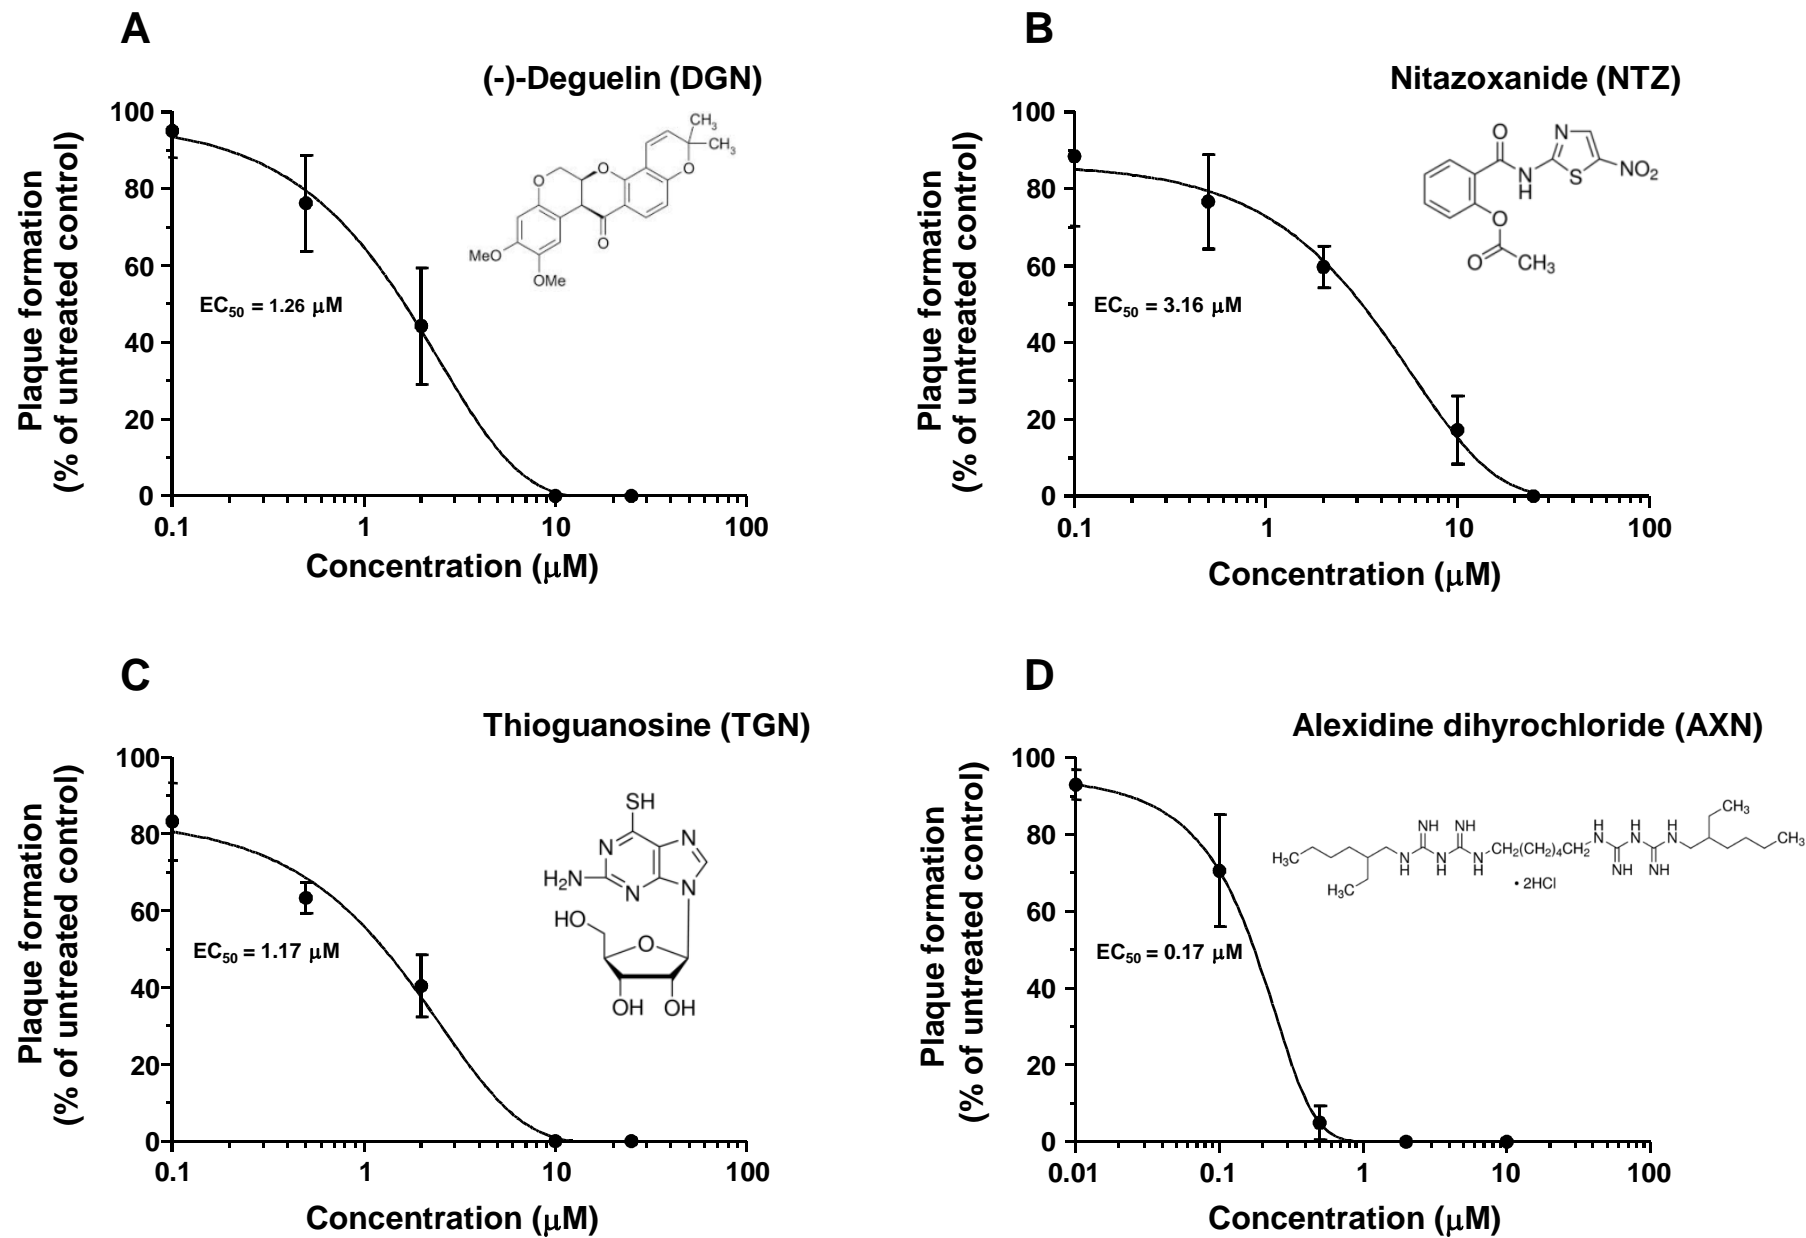 A
(-)-Deguelin (DGN)
Plaque formation
(% of untreated control)
100
80
60
40
20
0
0.1
1
10
100
Concentration (μM)
EC50 = 1.26 μM
CH3
CH3
O
O
O
O
MeO
OMe
B
Nitazoxanide (NTZ)
Plaque formation
(% of untreated control)
100
80
60
40
20
0
0.1
1
10
100
Concentration (μM)
EC50 = 3.16 μM
O
N
N
H
S
NO2
O
O
CH3
C
Thioguanosine (TGN)
Plaque formation
(% of untreated control)
100
80
60
40
20
0
0.1
1
10
100
Concentration (μM)
EC50 = 1.17 μM
SH
N
N
H2N
N
N
HO
O
OH
OH
D
Alexidine dihyrochloride (AXN)
Plaque formation
(% of untreated control)
100
80
60
40
20
0
0.01
0.1
1
10
100
Concentration (μM)
EC50 = 0.17 μM
CH3
NH NH H H H
H3C N N N CH2(CH2)4CH2 N N N CH3
H H H NH NH
H3C
• 2HCl